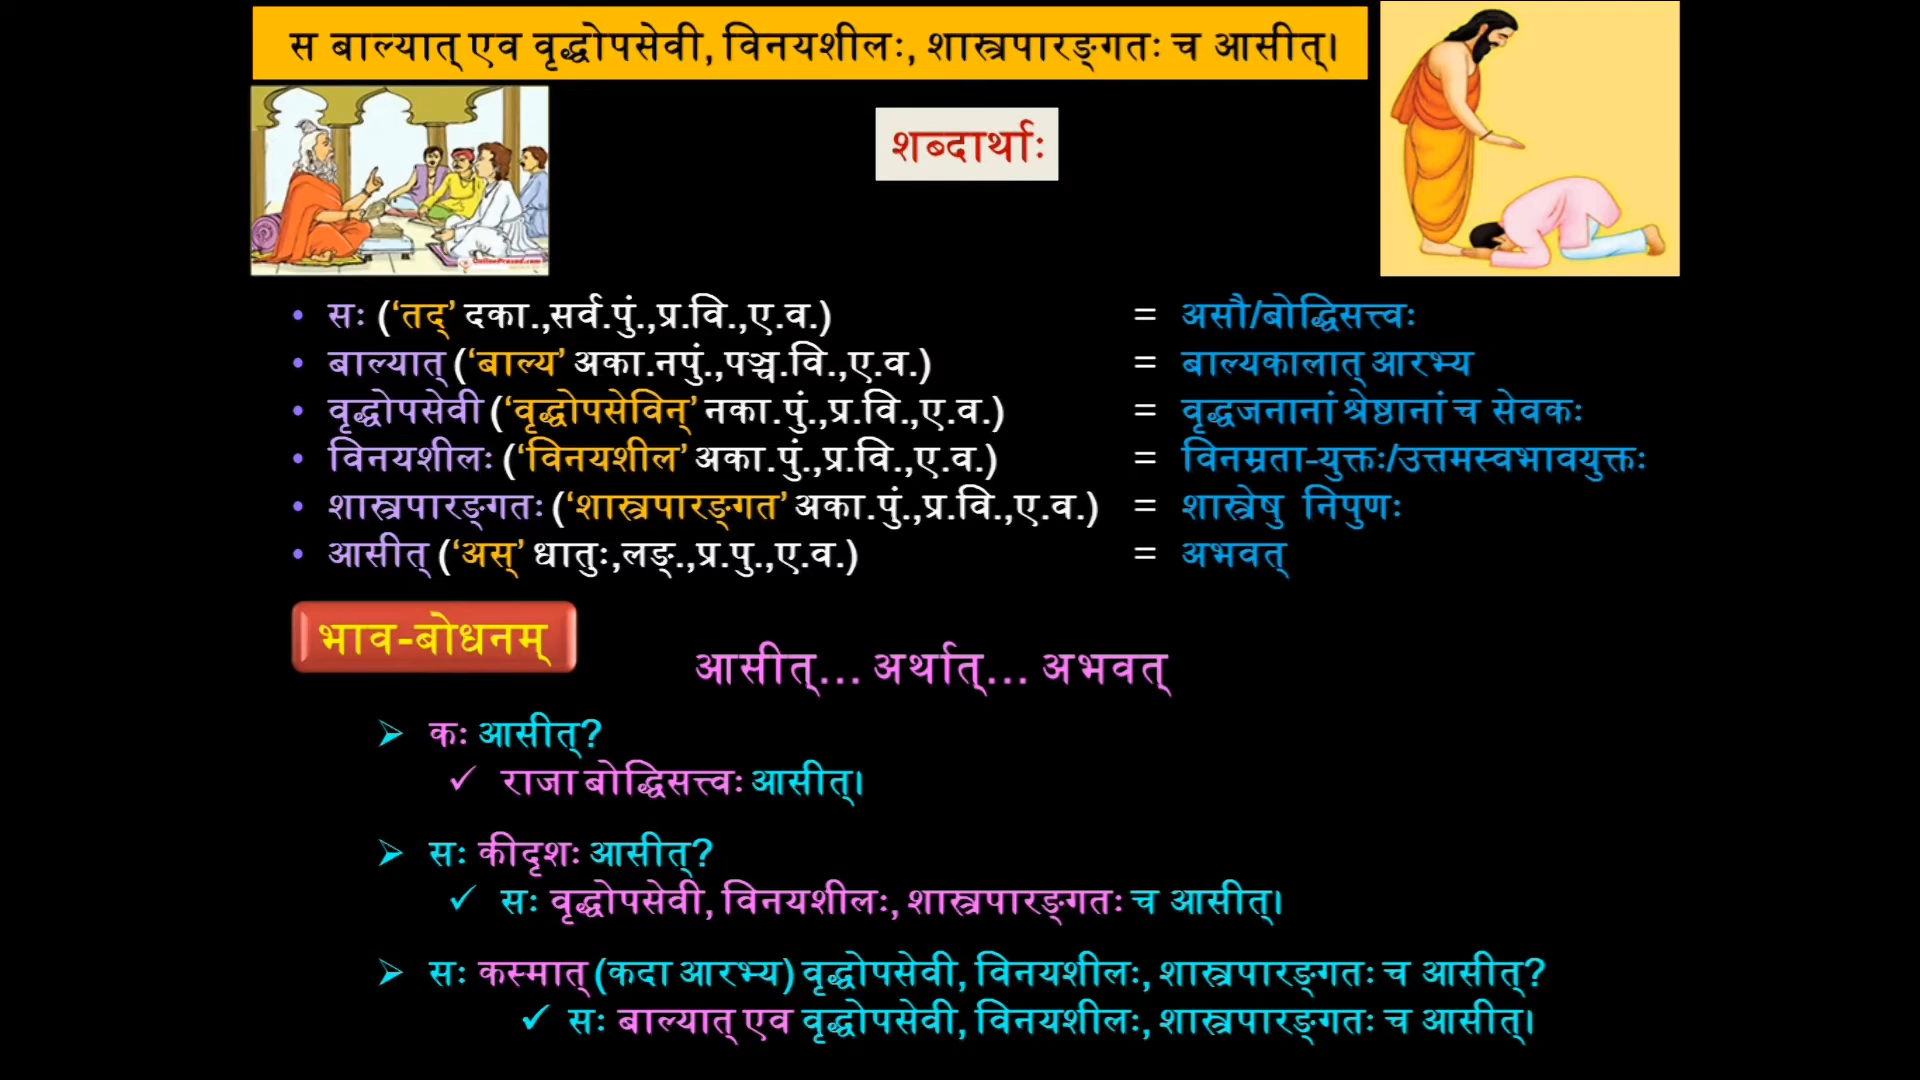 स बाल्यात् एव वृद्धोपसेवी, विनयशीलः, शास्त्रपारङ्गतः च आसीत्।
शब्दार्थाः
OnlinePrasad.com
• सः (‘तद्’ दका.,सर्व.पुं.,प्र.वि.,ए.व.) = असौ/बोद्धिसत्त्वः
• बाल्यात् (‘बाल्य’ अका.नपुं.,पञ्च.वि.,ए.व.) = बाल्यकालात् आरभ्य
• वृद्धोपसेवी (‘वृद्धोपसेविन्’ नका.पुं.,प्र.वि.,ए.व.) = वृद्धजनानां श्रेष्ठानां च सेवकः
• विनयशीलः (‘विनयशील’ अका.पुं.,प्र.वि.,ए.व.) = विनम्रता-युक्तः/उत्तमस्वभावयुक्तः
• शास्त्रपारङ्गतः (‘शास्त्रपारङ्गत’ अका.पुं.,प्र.वि.,ए.व.) = शास्त्रेषु निपुणः
• आसीत् (‘अस्’ धातुः,लङ्.,प्र.पु.,ए.व.) = अभवत्
भाव-बोधनम्
आसीत्... अर्थात्... अभवत्
➢ कः आसीत्?
✓ राजा बोद्धिसत्त्वः आसीत्।
➢ सः कीदृशः आसीत्?
✓ सः वृद्धोपसेवी, विनयशीलः, शास्त्रपारङ्गतः च आसीत्।
➢ सः कस्मात् (कदा आरभ्य) वृद्धोपसेवी, विनयशीलः, शास्त्रपारङ्गतः च आसीत्?
✓ सः बाल्यात् एव वृद्धोपसेवी, विनयशीलः, शास्त्रपारङ्गतः च आसीत्।